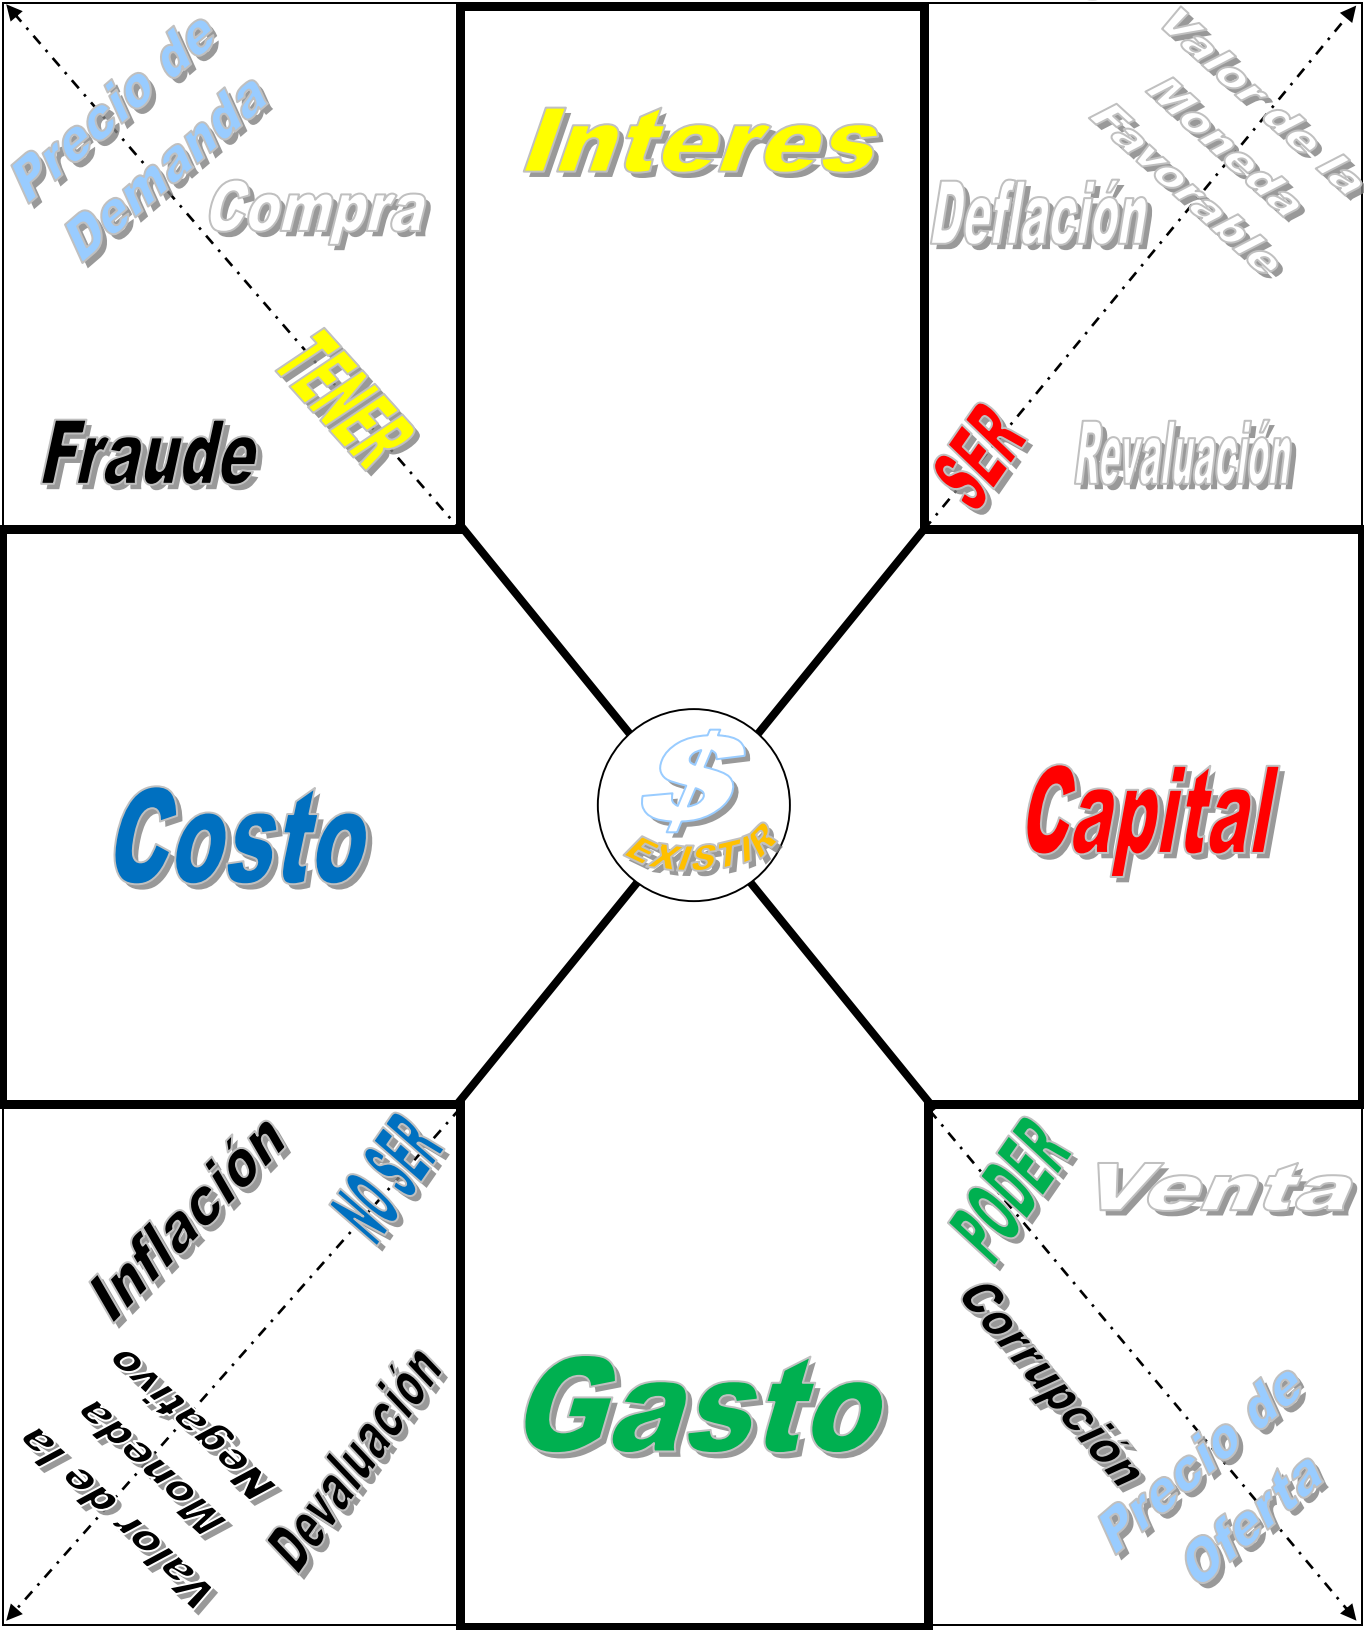 Precio de
Demanda
Compra
TENER
Fraude
Interes
Valor de la
Moneda
Favorable
Deflación
SER
Revaluación
Costo
$
EXISTIR
Capital
Inflación
NO SER
Valor de la
Moneda
Negativo
Devaluación
Gasto
PODER
Venta
Corrupción
Precio de
Oferta